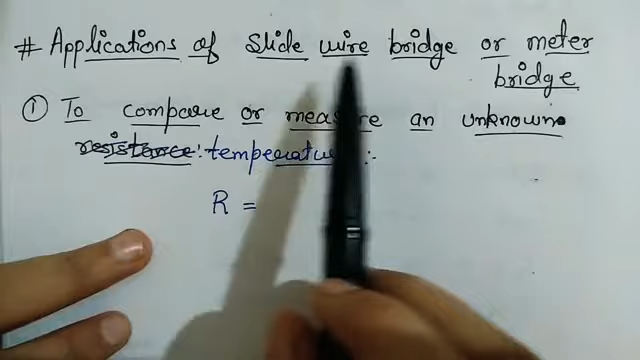 # Applications of Slide wire bridge or meter
bridge
① To compare or measure an unknown
resistance: temperature :-
R =